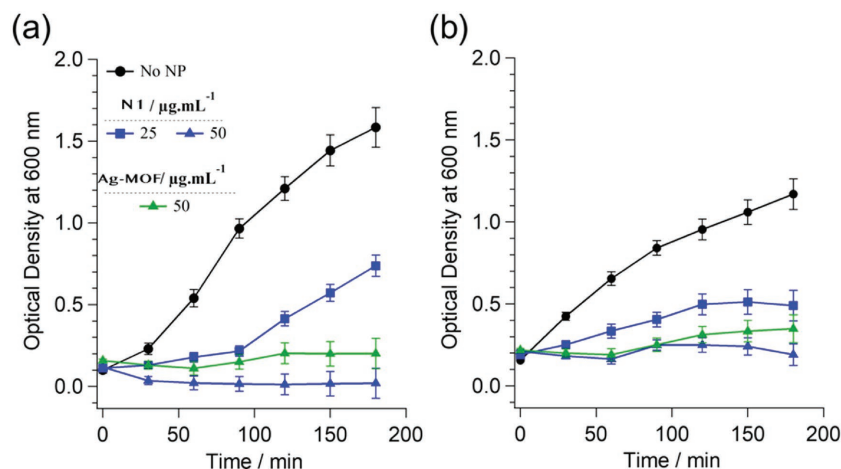 (a)
2.0
1.5
1.0
0.5
0.0
Optical Density at 600 nm
No NP
N1 / µg.mL⁻¹
25 50
Ag-MOF/ µg.mL⁻¹
50
0 50 100 150 200
Time / min
(b)
2.0
1.5
1.0
0.5
0.0
Optical Density at 600 nm
0 50 100 150 200
Time / min